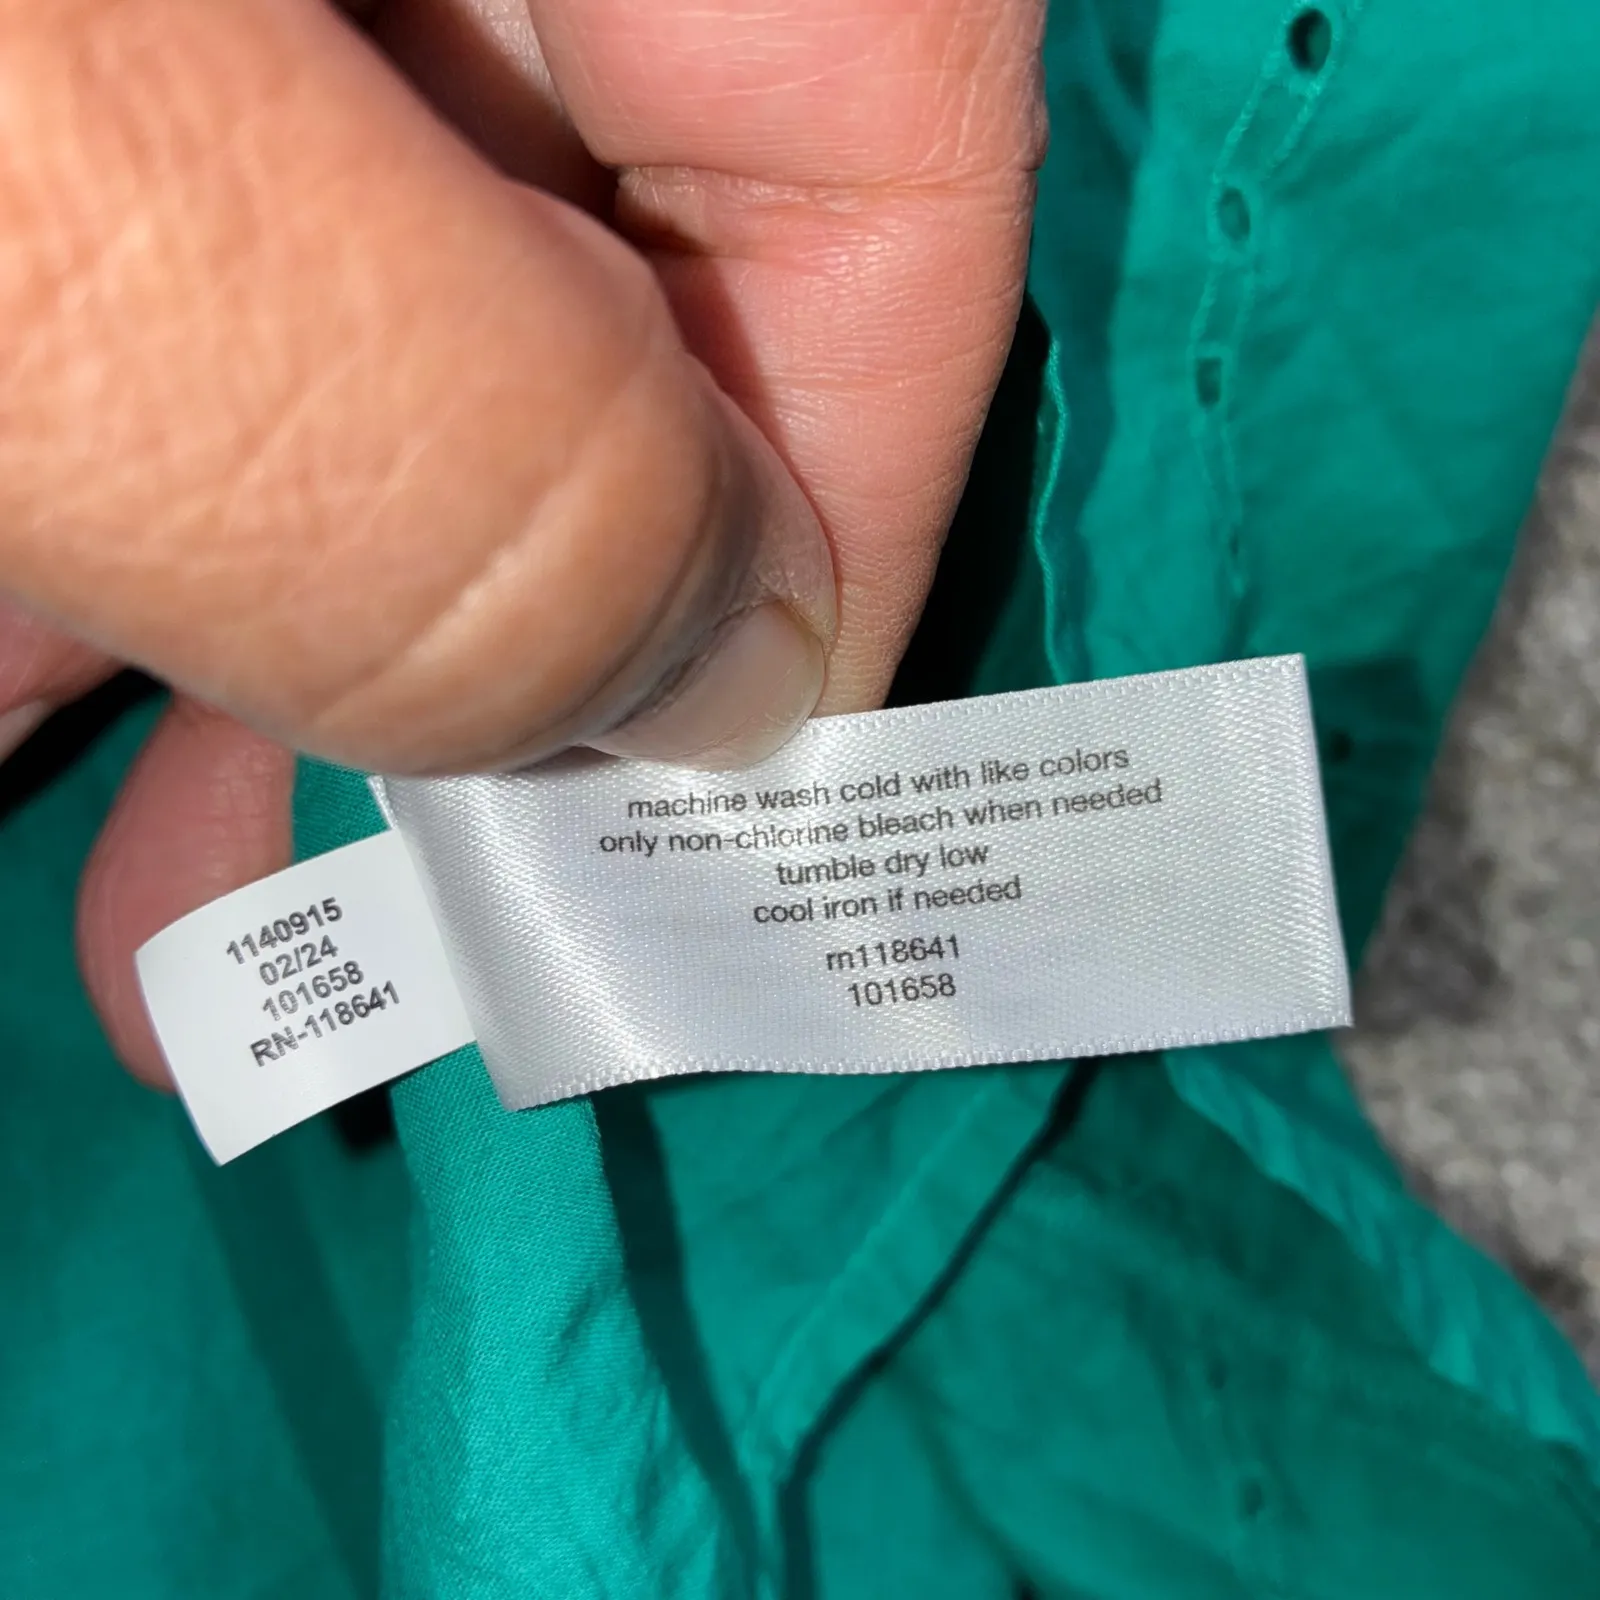 machine wash cold with like colors
only non-chlorine bleach when needed
tumble dry low
cool iron if needed
rn118641
101658
1140915
02/24
101658
RN-118641